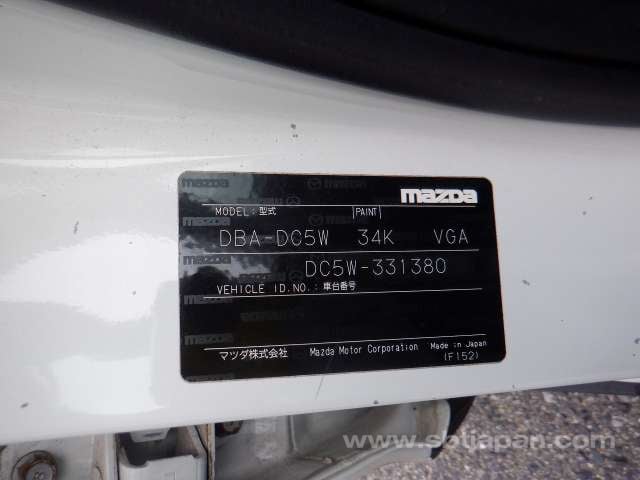 mazda
MODEL:型式 PAINT
DBA-DC5W 34K VGA
DC5W-331380
VEHICLE ID.NO.:車台番号
マツダ株式会社 Mazda Motor Corporation Made in Japan
(F152)
www.sbtjapan.com